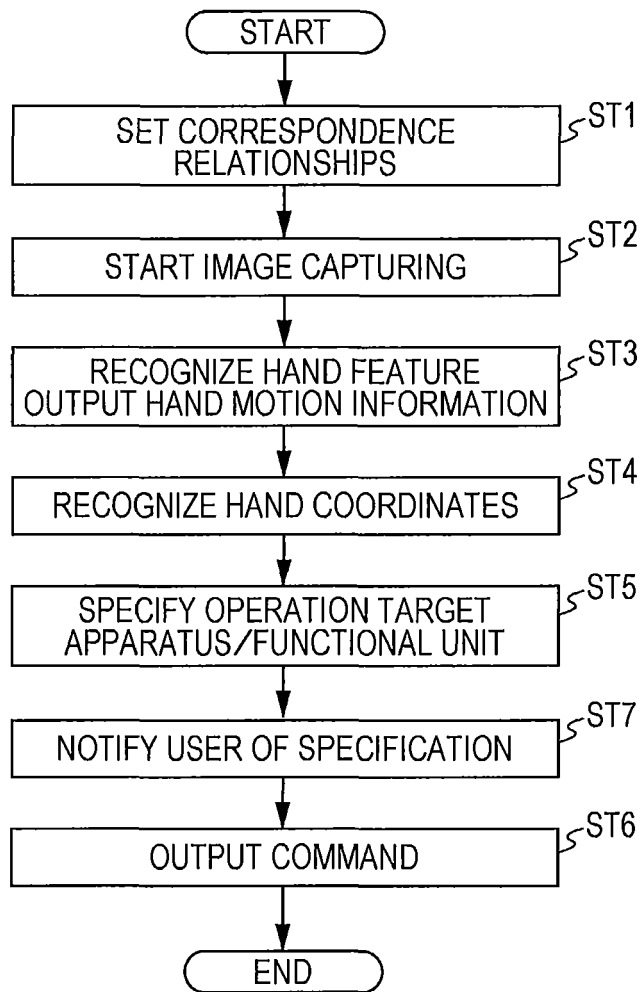 START
ST1
SET CORRESPONDENCE
RELATIONSHIPS
ST2
START IMAGE CAPTURING
ST3
RECOGNIZE HAND FEATURE
OUTPUT HAND MOTION INFORMATION
ST4
RECOGNIZE HAND COORDINATES
ST5
SPECIFY OPERATION TARGET
APPARATUS/FUNCTIONAL UNIT
ST7
NOTIFY USER OF SPECIFICATION
ST6
OUTPUT COMMAND
END